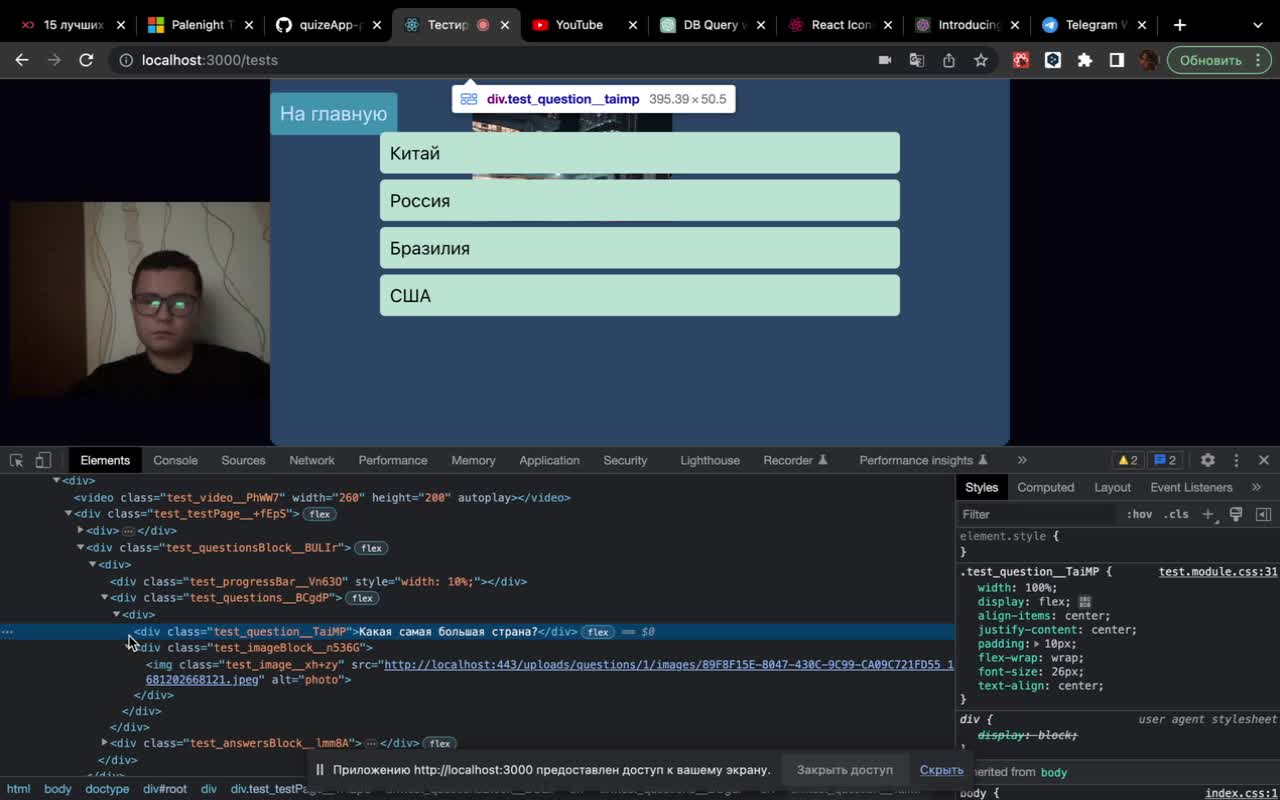 15 лучших
Palenight T
quizeApp-
Тестир
YouTube
DB Query w
React Icon
Introducing
Telegram W
localhost:3000/tests
Обновить
div.test_question__taimp 395.39 × 50.5
На главную
Китай
Россия
Бразилия
США
Elements Console Sources Network Performance Memory Application Security Lighthouse Recorder Performance insights » 2 2
<div>
<video class="test_video__PhWW7" width="260" height="200" autoplay></video>
<div class="test_testPage__+fEpS"> flex
<div> … </div>
<div class="test_questionsBlock__BULIr"> flex
<div>
<div class="test_progressBar__Vn63O" style="width: 10%;"></div>
<div class="test_questions__BCgdP"> flex
<div>
<div class="test_question__TaiMP">Какая самая большая страна?</div> flex == $0
<div class="test_imageBlock__n536G">
<img class="test_image__xh+zy" src="http://localhost:443/uploads/questions/1/images/89F8F15E-8047-430C-9C99-CA09C721FD55_1
681202668121.jpeg" alt="photo">
</div>
</div>
</div>
<div class="test_answersBlock__lmm8A"> … </div> flex
</div>
html body doctype div#root div div.test_testPage
Приложению http://localhost:3000 предоставлен доступ к вашему экрану. Закрыть доступ Скрыть
Styles Computed Layout Event Listeners »
Filter :hov .cls +
element.style {
}
.test_question__TaiMP { test.module.css:31
width: 100%;
display: flex;
align-items: center;
justify-content: center;
padding: 10px;
flex-wrap: wrap;
font-size: 26px;
text-align: center;
}
div { user agent stylesheet
display: block;
herited from body
body { index.css:1